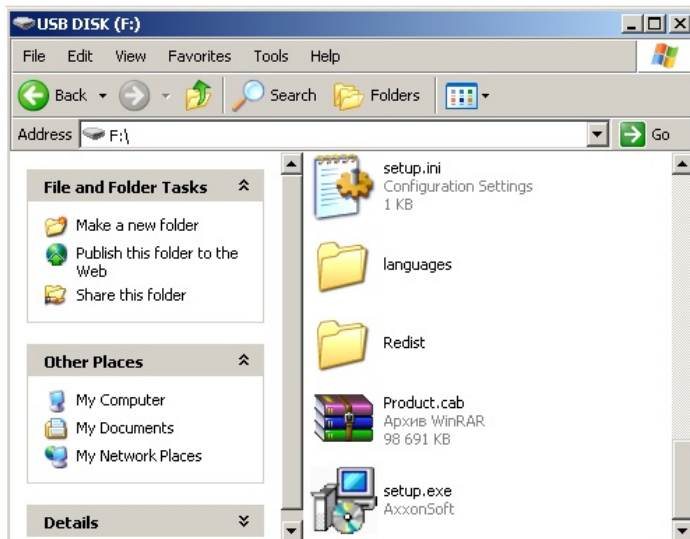 USB DISK (F:)
File Edit View Favorites Tools Help
Back Search Folders
Address F:\ Go
File and Folder Tasks
Make a new folder
Publish this folder to the
Web
Share this folder
Other Places
My Computer
My Documents
My Network Places
Details
setup.ini
Configuration Settings
1 KB
languages
Redist
Product.cab
Архив WinRAR
98 691 KB
setup.exe
AxxonSoft